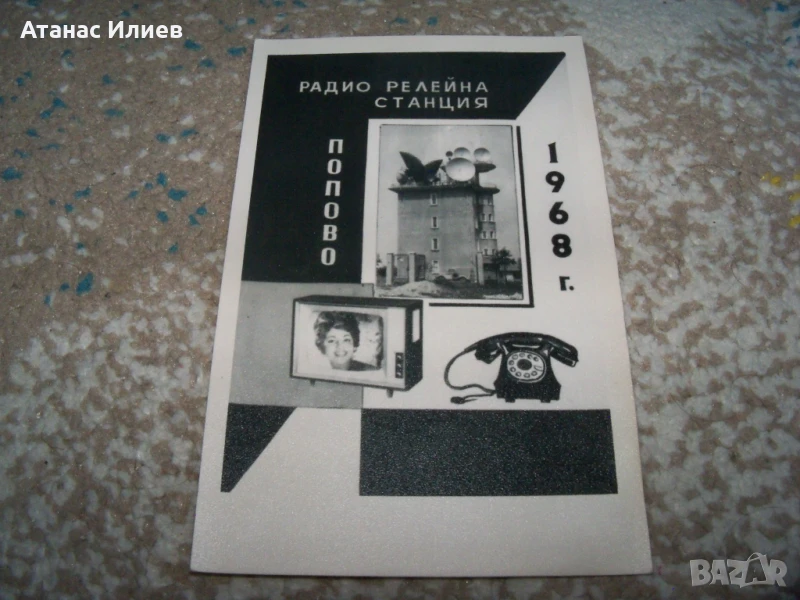 Атанас Илиев
РАДИО РЕЛЕЙНА
СТАНЦИЯ
ПОПОВО
1968 г.
BAZAR